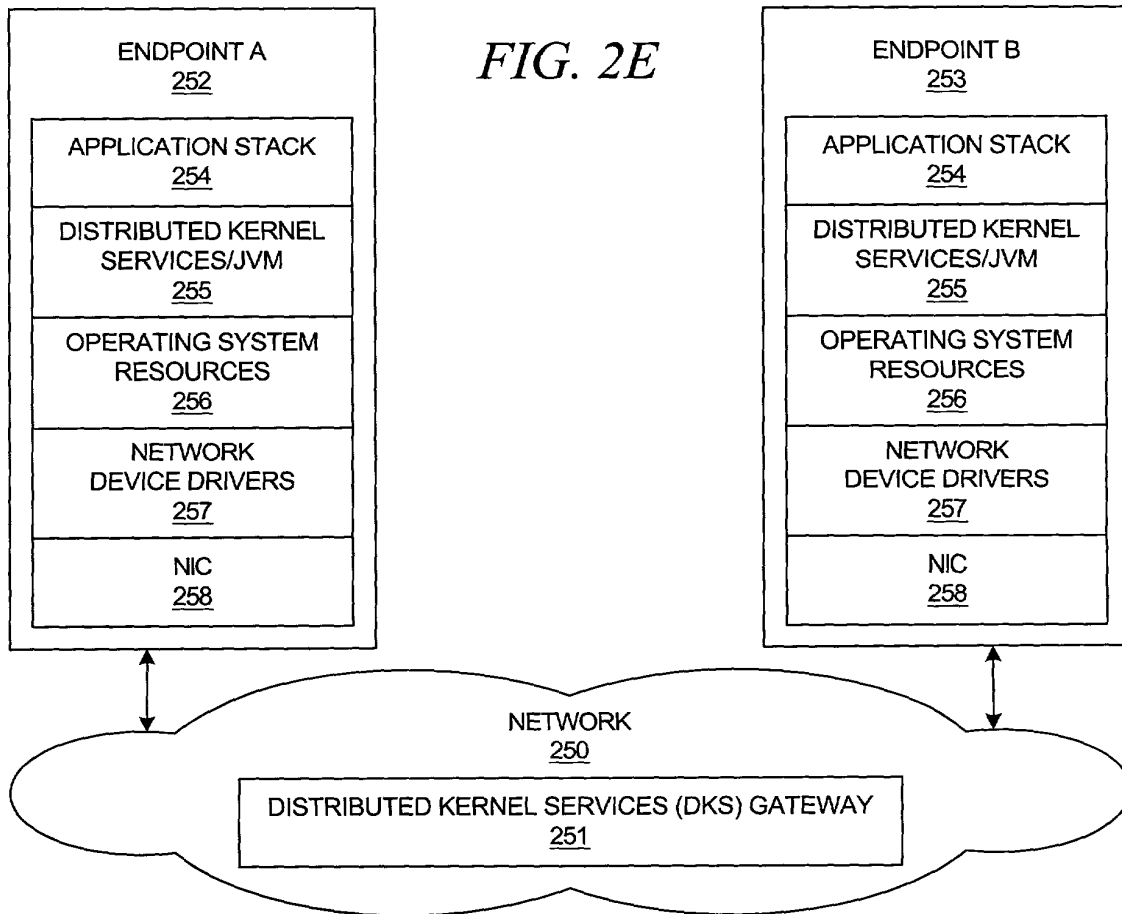 FIG. 2E
ENDPOINT A
252
APPLICATION STACK
254
DISTRIBUTED KERNEL
SERVICES/JVM
255
OPERATING SYSTEM
RESOURCES
256
NETWORK
DEVICE DRIVERS
257
NIC
258
ENDPOINT B
253
APPLICATION STACK
254
DISTRIBUTED KERNEL
SERVICES/JVM
255
OPERATING SYSTEM
RESOURCES
256
NETWORK
DEVICE DRIVERS
257
NIC
258
NETWORK
250
DISTRIBUTED KERNEL SERVICES (DKS) GATEWAY
251